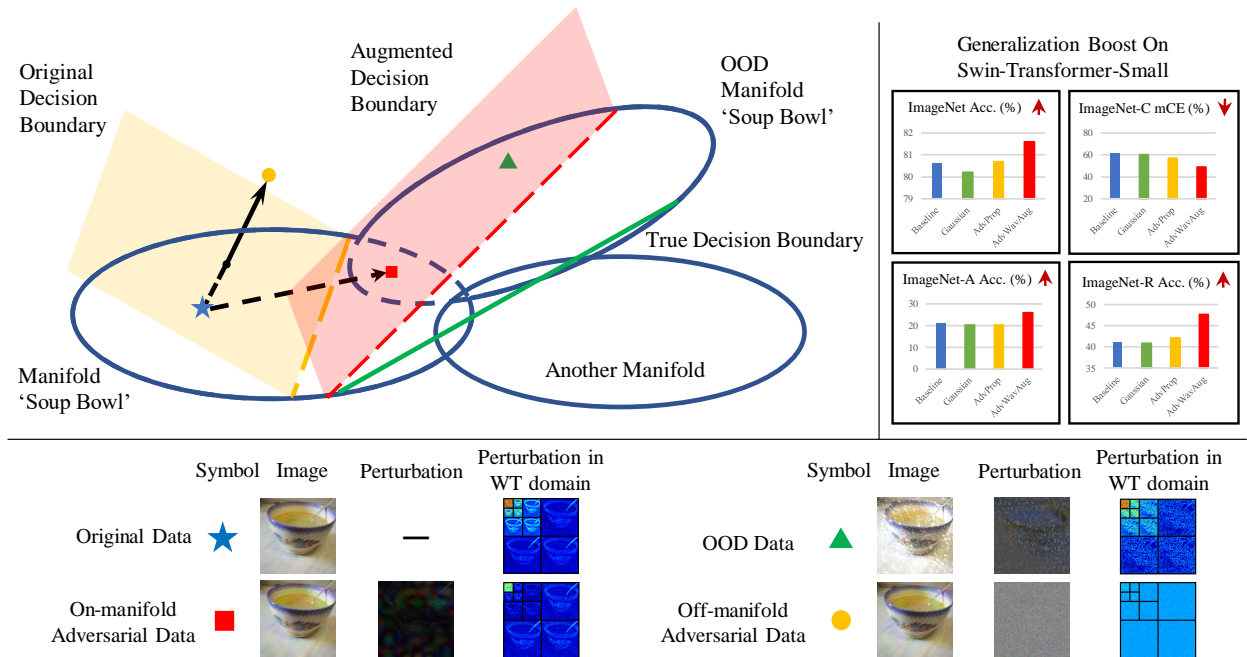 Original
Decision
Boundary
Augmented
Decision
Boundary
OOD
Manifold
‘Soup Bowl’
True Decision Boundary
Another Manifold
Manifold
‘Soup Bowl’
Generalization Boost On
Swin-Transformer-Small
ImageNet Acc. (%)
82
81
80
79
Baseline
Gaussian
AdvProp
AdvWavAug
ImageNet-C mCE (%)
80
60
40
20
Baseline
Gaussian
AdvProp
AdvWavAug
ImageNet-A Acc. (%)
30
20
10
0
Baseline
Gaussian
AdvProp
AdvWavAug
ImageNet-R Acc. (%)
50
45
40
35
Baseline
Gaussian
AdvProp
AdvWavAug
Symbol Image Perturbation Perturbation in
WT domain
Original Data
On-manifold
Adversarial Data
Symbol Image Perturbation Perturbation in
WT domain
OOD Data
Off-manifold
Adversarial Data